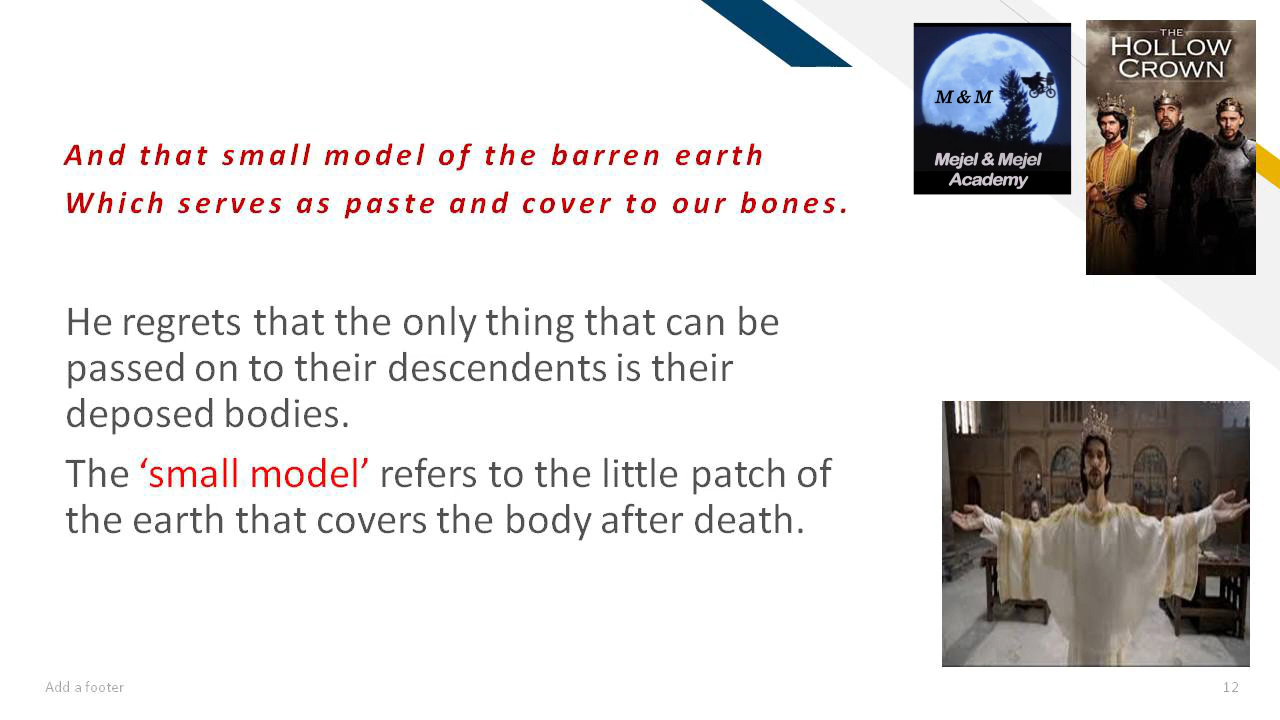 M & M
Mejel & Mejel
Academy
THE
HOLLOW
CROWN
And that small model of the barren earth
Which serves as paste and cover to our bones.
He regrets that the only thing that can be
passed on to their descendents is their
deposed bodies.
The ‘small model’ refers to the little patch of
the earth that covers the body after death.
Add a footer
12